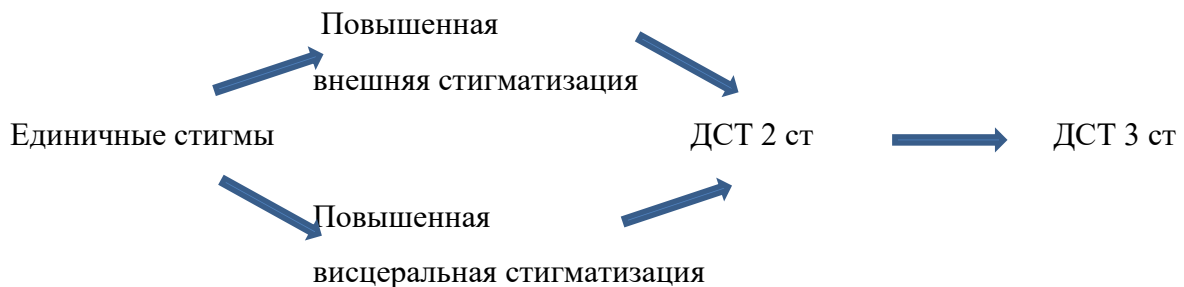 Повышенная
внешняя стигматизация
Единичные стигмы
ДСТ 2 ст
ДСТ 3 ст
Повышенная
висцеральная стигматизация